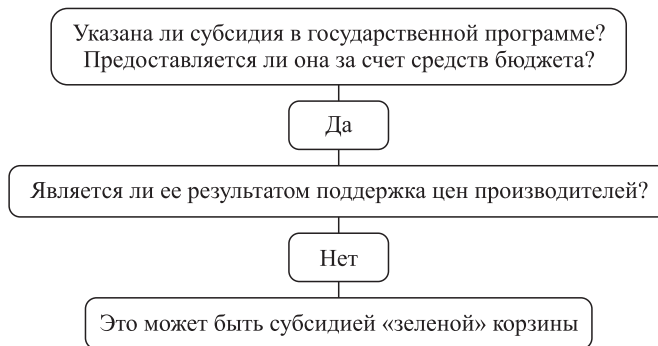 Указана ли субсидия в государственной программе?
Предоставляется ли она за счет средств бюджета?
Да
Является ли ее результатом поддержка цен производителей?
Нет
Это может быть субсидией «зеленой» корзины